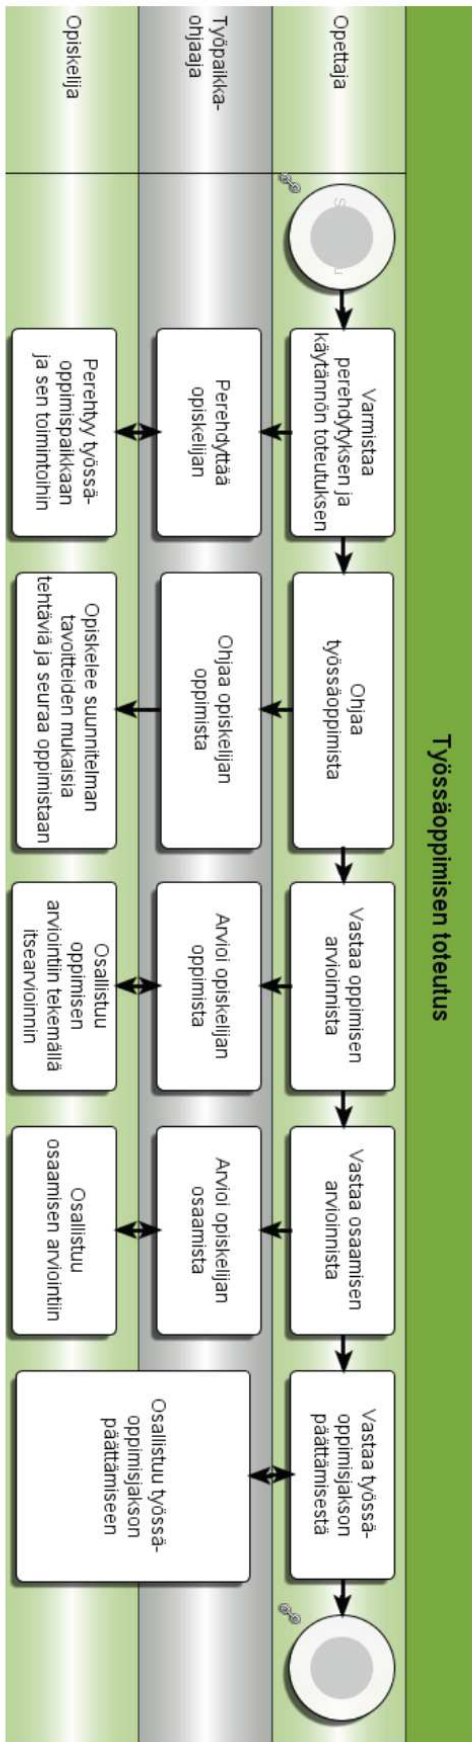 Työssäoppimisen toteutus
Opettaja
Varmistaa
perehdytyksen ja
käytännön toteutuksen
Ohjaa
työssäoppimista
Vastaa oppimisen
arvioinnista
Vastaa osaamisen
arvioinnista
Vastaa työssä-
oppimisjakson
päättämisestä
Työpaikka-
ohjaaja
Perehdyttää
opiskelijan
Ohjaa opiskelijan
oppimista
Arvioi opiskelijan
oppimista
Arvioi opiskelijan
osaamista
Osallistuu työssä-
oppimisjakson
päättämiseen
Opiskelija
Perehtyy työssä-
oppimispaikkaan
ja sen toimintoihin
Opiskelee suunnitelman
tavoitteiden mukaisia
tehtäviä ja seuraa oppimistaan
Osallistuu
oppimisen
arviointiin tekemällä
itsearvioinnin
Osallistuu
osaamisen arviointiin